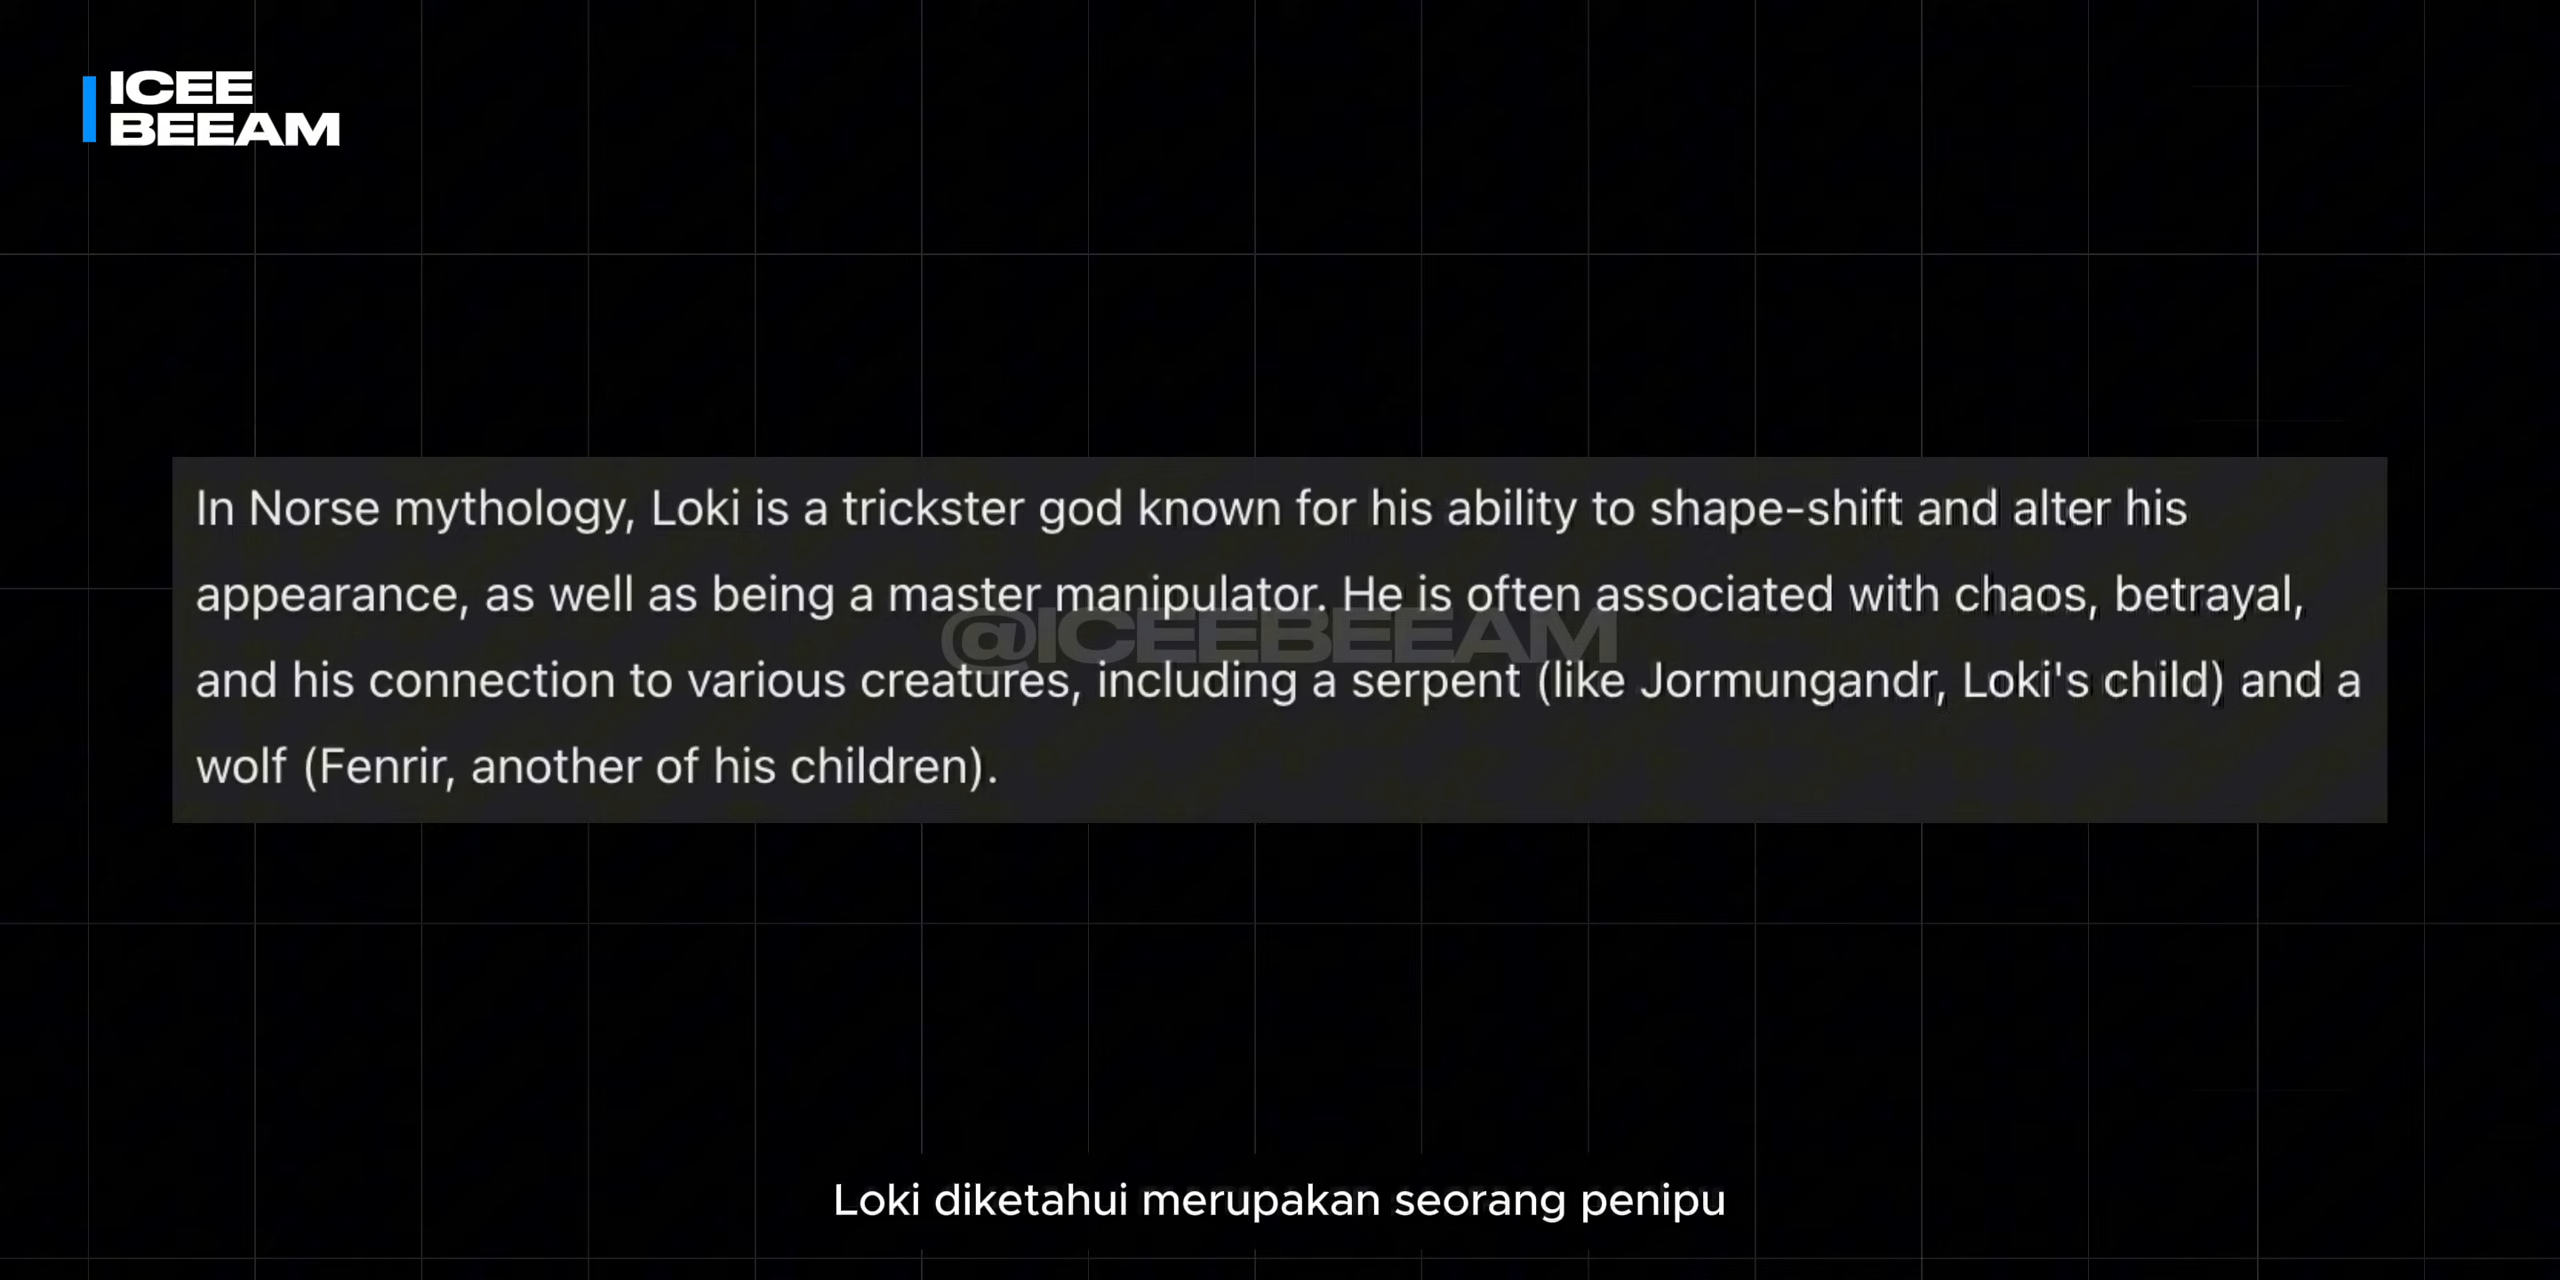 ICEE
BEEAM
In Norse mythology, Loki is a trickster god known for his ability to shape-shift and alter his
appearance, as well as being a master manipulator. He is often associated with chaos, betrayal,
@ICEEBEEAM
and his connection to various creatures, including a serpent (like Jormungandr, Loki's child) and a
wolf (Fenrir, another of his children).
Loki diketahui merupakan seorang penipu